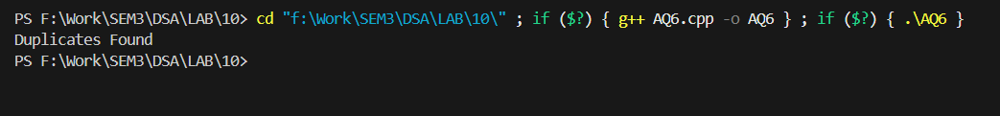 PS F:\Work\SEM3\DSA\LAB\10> cd "f:\Work\SEM3\DSA\LAB\10\" ; if ($?) { g++ AQ6.cpp -o AQ6 } ; if ($?) { .\AQ6 }
Duplicates Found
PS F:\Work\SEM3\DSA\LAB\10>